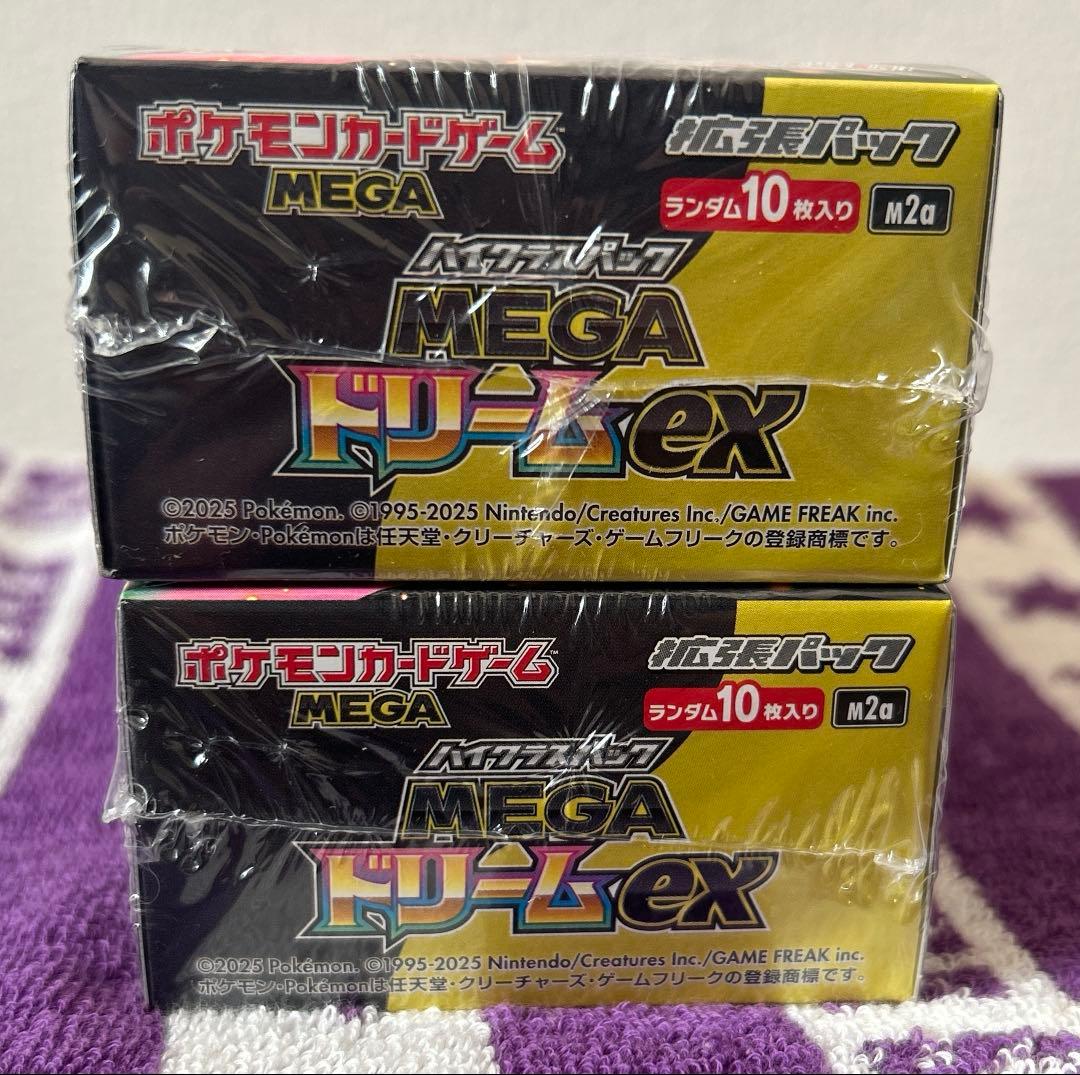 ポケモンカードゲーム
MEGA
拡張パック
ランダム10枚入り M2a
ハイクラスパック
MEGA
ドリームex
©2025 Pokémon. ©1995-2025 Nintendo/Creatures Inc./GAME FREAK inc.
ポケモン・Pokémonは任天堂・クリーチャーズ・ゲームフリークの登録商標です。
ポケモンカードゲーム™
MEGA
拡張パック
ランダム10枚入り M2a
ハイクラスパック
MEGA
ドリームex
©2025 Pokémon. ©1995-2025 Nintendo/Creatures Inc./GAME FREAK inc.
ポケモン・Pokémonは任天堂・クリーチャーズ・ゲームフリークの登録商標です。